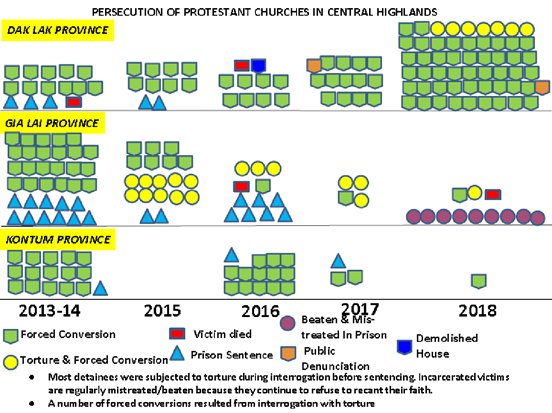 PERSECUTION OF PROTESTANT CHURCHES IN CENTRAL HIGHLANDS
DAK LAK PROVINCE
GIA LAI PROVINCE
KONTUM PROVINCE
2013-14 2015 2016 2017 2018
Forced Conversion
Victim died
Beaten & Mis-
treated In Prison
Demolished
House
Torture & Forced Conversion
Prison Sentence
Public
Denunciation
• Most detainees were subjected to torture during interrogation before sentencing. Incarcerated victims
are regularly mistreated/beaten because they continue to refuse to recant their faith.
• A number of forced conversions resulted from interrogation with torture